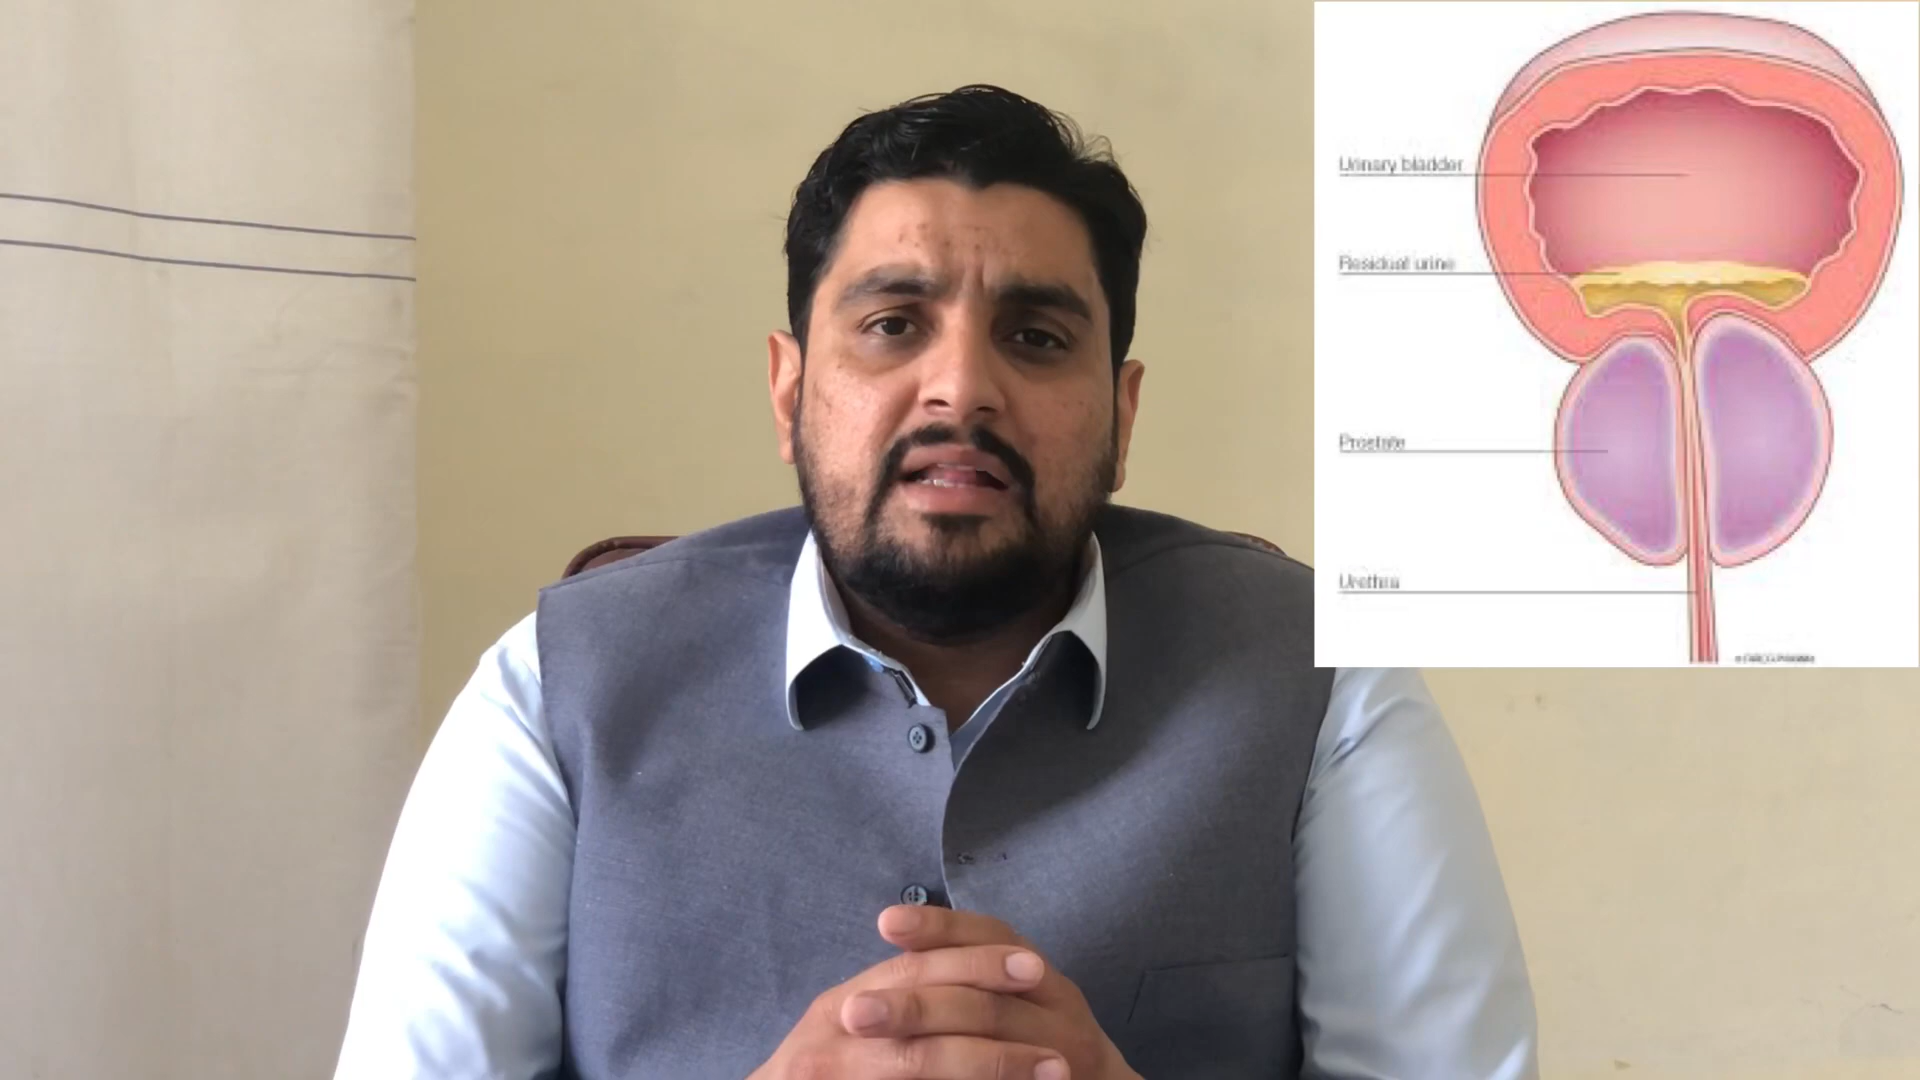 Urinary bladder
Residual urine
Prostate
Urethra